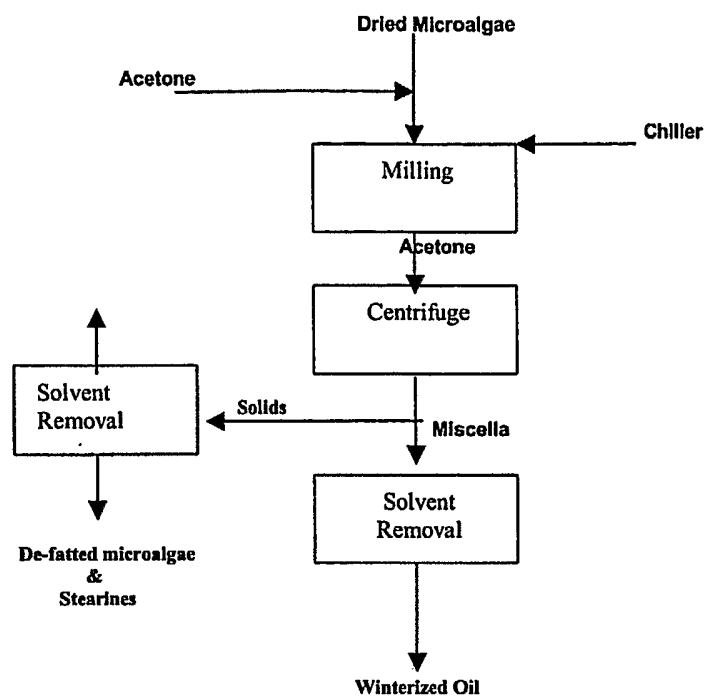 Dried Microalgae
Acetone
Chiller
Milling
Acetone
Centrifuge
Solvent
Removal
Solids
Miscella
Solvent
Removal
De-fatted microalgae
&
Stearines
Winterized Oil